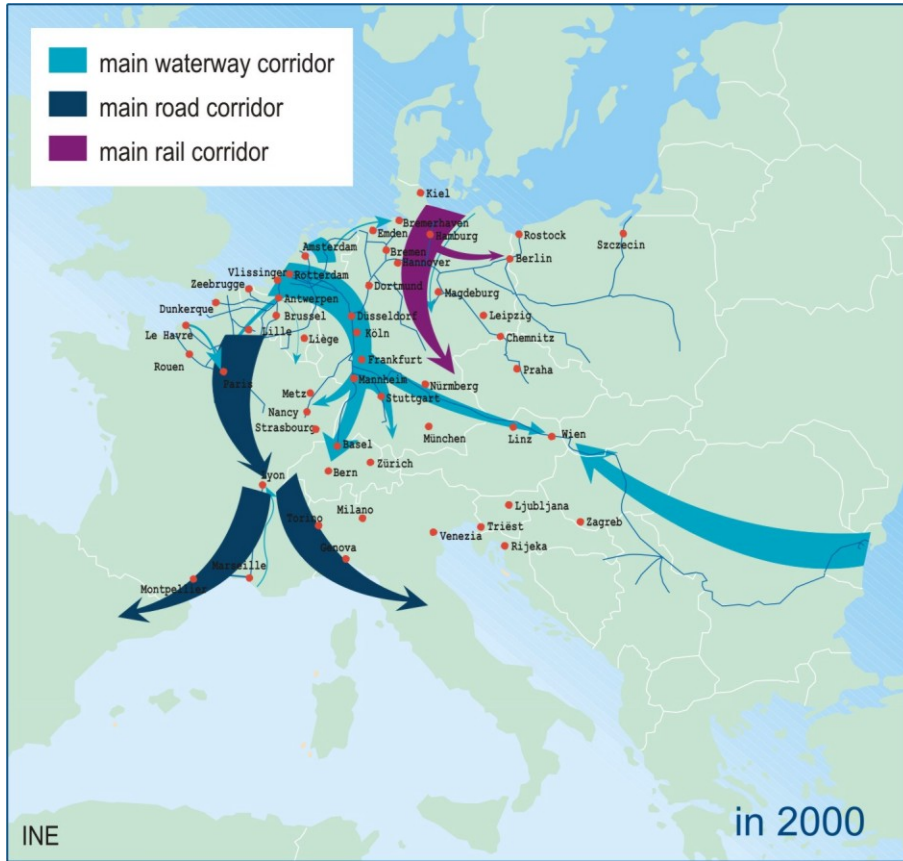 main waterway corridor
main road corridor
main rail corridor
Kiel
Bremerhaven
Emden
Hamburg
Rostock
Szczecin
Amsterdam
Bremen
Hannover
Berlin
Vlissingen
Rotterdam
Zeebrugge
Dortmund
Magdeburg
Antwerpen
Dunkerque
Brussel
Düsseldorf
Leipzig
Le Havre
Lille
Liège
Köln
Chemnitz
Rouen
Frankfurt
Praha
Paris
Mannheim
Nürmberg
Metz
Stuttgart
Nancy
Strasbourg
München
Linz
Wien
Basel
Bern
Zürich
Lyon
Milano
Ljubljana
Torino
Triëst
Zagreb
Venezia
Rijeka
Genova
Marseille
Montpellier
in 2000
INE